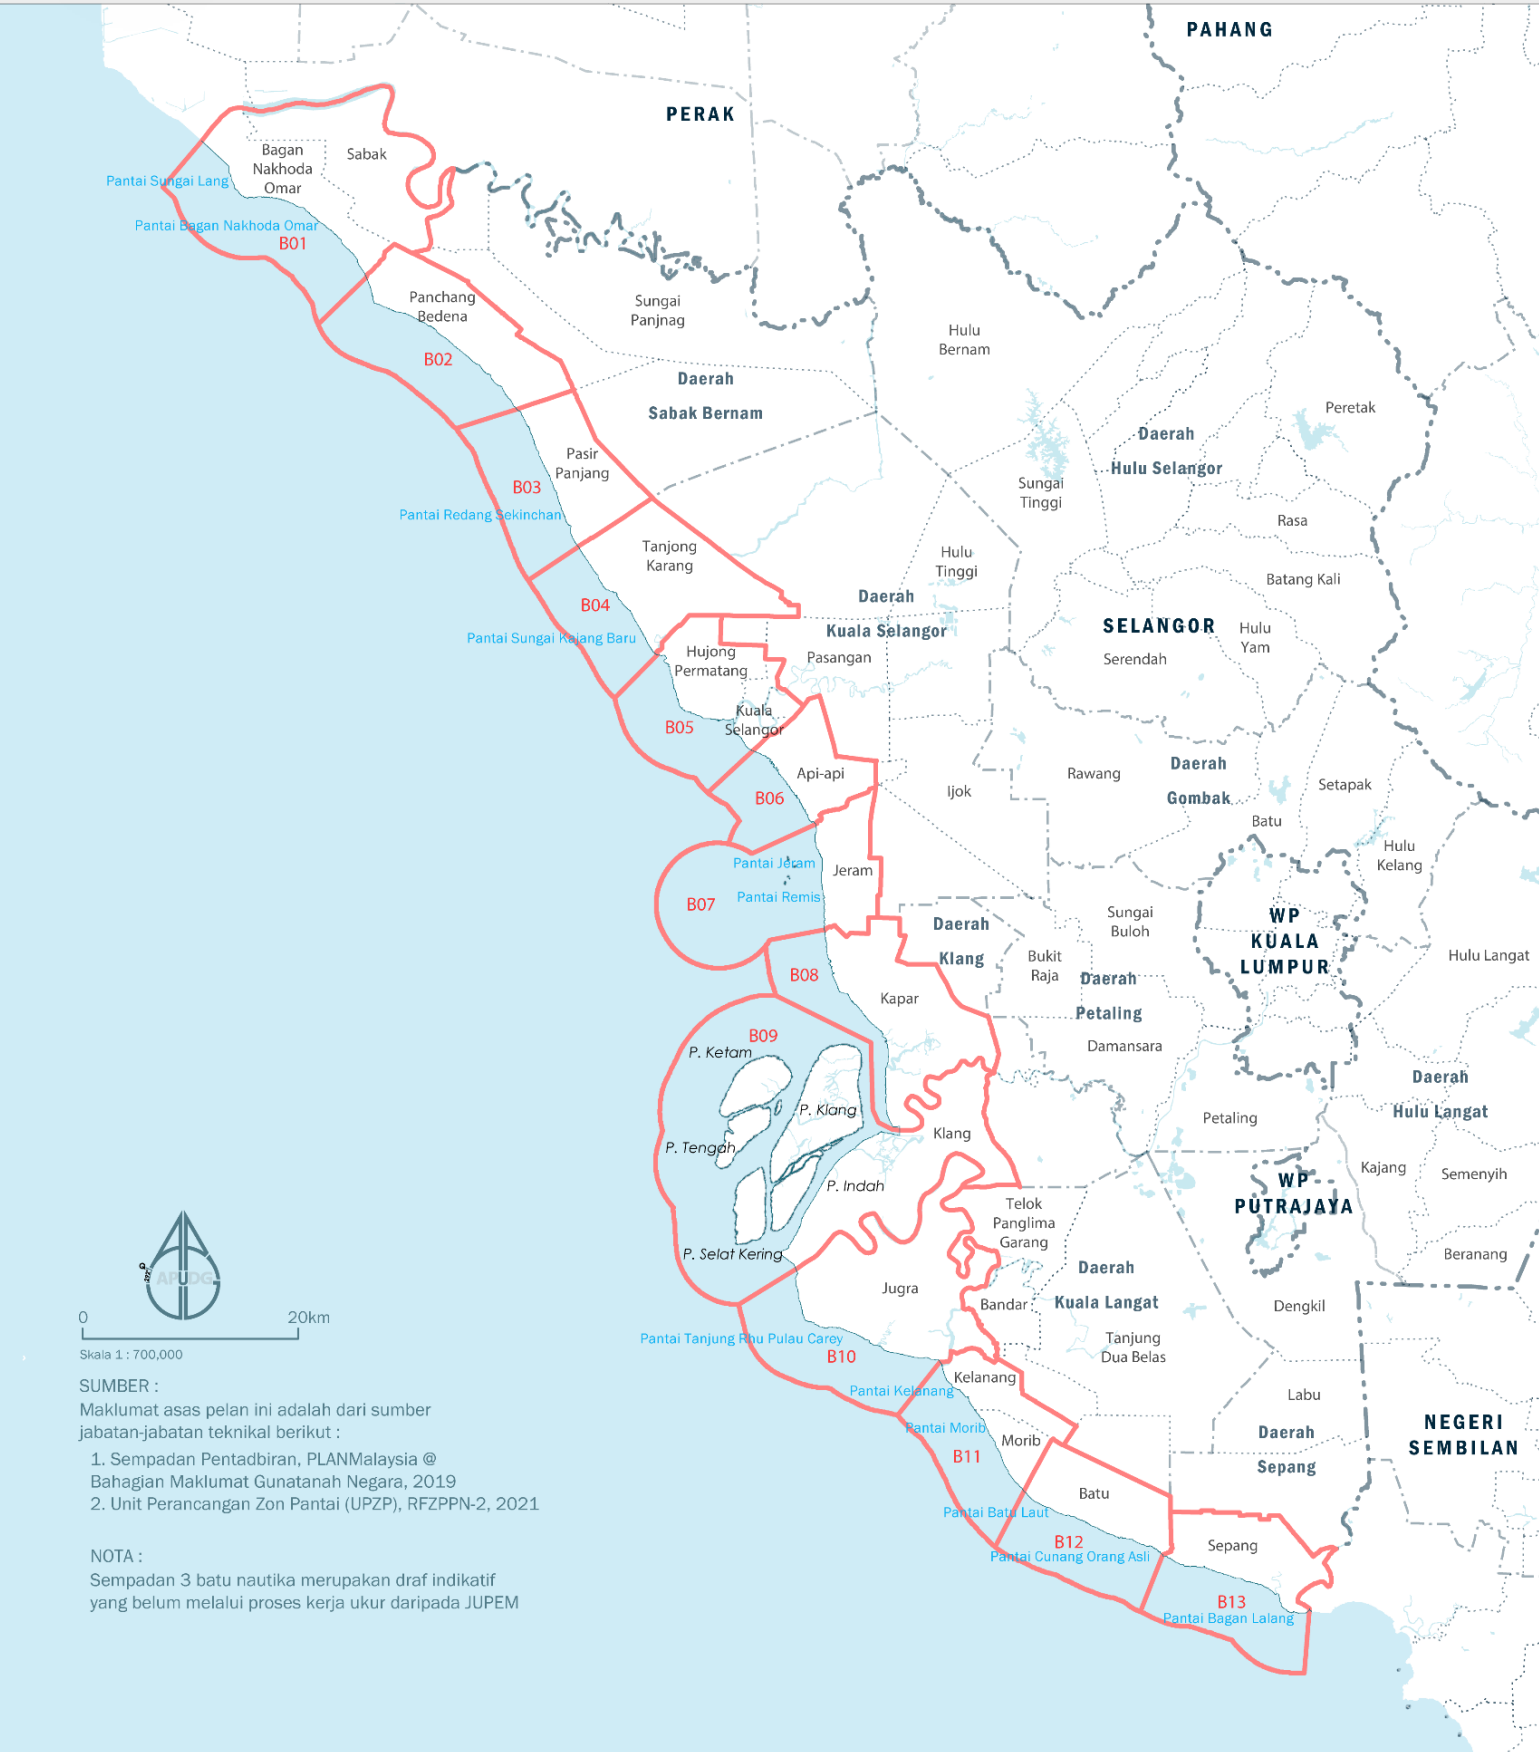 PAHANG
PERAK
Bagan
Nakhoda
Omar
Sabak
Pantai Sungai Lang
Pantai Bagan Nakhoda Omar
B01
Panchang
Bedena
Sungai
Panjnag
Hulu
Bernam
B02
Daerah
Sabak Bernam
Peretak
Daerah
Hulu Selangor
Pasir
Panjang
B03
Sungai
Tinggi
Pantai Redang Sekinchan
Rasa
Tanjong
Karang
Hulu
Tinggi
Batang Kali
B04
Daerah
Kuala Selangor
SELANGOR
Hulu
Yam
Pantai Sungai Kajang Baru
Hujong
Permatang
Pasangan
Serendah
Kuala
Selangor
B05
Api-api
Rawang
Daerah
Gombak
Setapak
Ijok
B06
Batu
Hulu
Kelang
Pantai Jeram
Jeram
Pantai Remis
B07
Daerah
Klang
Sungai
Buloh
WP
KUALA
LUMPUR
Bukit
Raja
Hulu Langat
B08
Daerah
Petaling
Kapar
B09
P. Ketam
Damansara
Daerah
Hulu Langat
P. Klang
Petaling
Klang
P. Tengah
Kajang
Semenyih
P. Indah
WP
PUTRAJAYA
Telok
Panglima
Garang
P. Selat Kering
Beranang
Jugra
Daerah
Kuala Langat
Bandar
Dengkil
APUDG
0
20km
Skala 1 : 700,000
Pantai Tanjung Rhu Pulau Carey
B10
Tanjung
Dua Belas
Kelanang
Pantai Kelanang
Labu
Pantai Morib
Morib
B11
Daerah
Sepang
NEGERI
SEMBILAN
Batu
Pantai Batu Laut
B12
Pantai Cunang Orang Asli
Sepang
B13
Pantai Bagan Lalang
SUMBER :
Maklumat asas pelan ini adalah dari sumber
jabatan-jabatan teknikal berikut :
1. Sempadan Pentadbiran, PLANMalaysia @
Bahagian Maklumat Gunatanah Negara, 2019
2. Unit Perancangan Zon Pantai (UPZP), RFZPPN-2, 2021
NOTA :
Sempadan 3 batu nautika merupakan draf indikatif
yang belum melalui proses kerja ukur daripada JUPEM